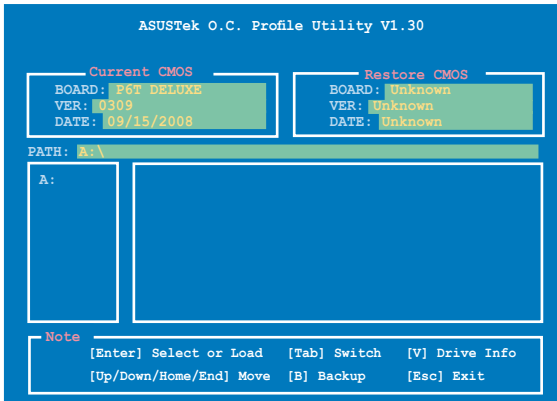 ASUSTek O.C. Profile Utility V1.30
Current CMOS
BOARD: P6T DELUXE
VER: 0309
DATE: 09/15/2008
Restore CMOS
BOARD: Unknown
VER: Unknown
DATE: Unknown
PATH: A:\
A:
Note
[Enter] Select or Load [Tab] Switch [V] Drive Info
[Up/Down/Home/End] Move [B] Backup [Esc] Exit